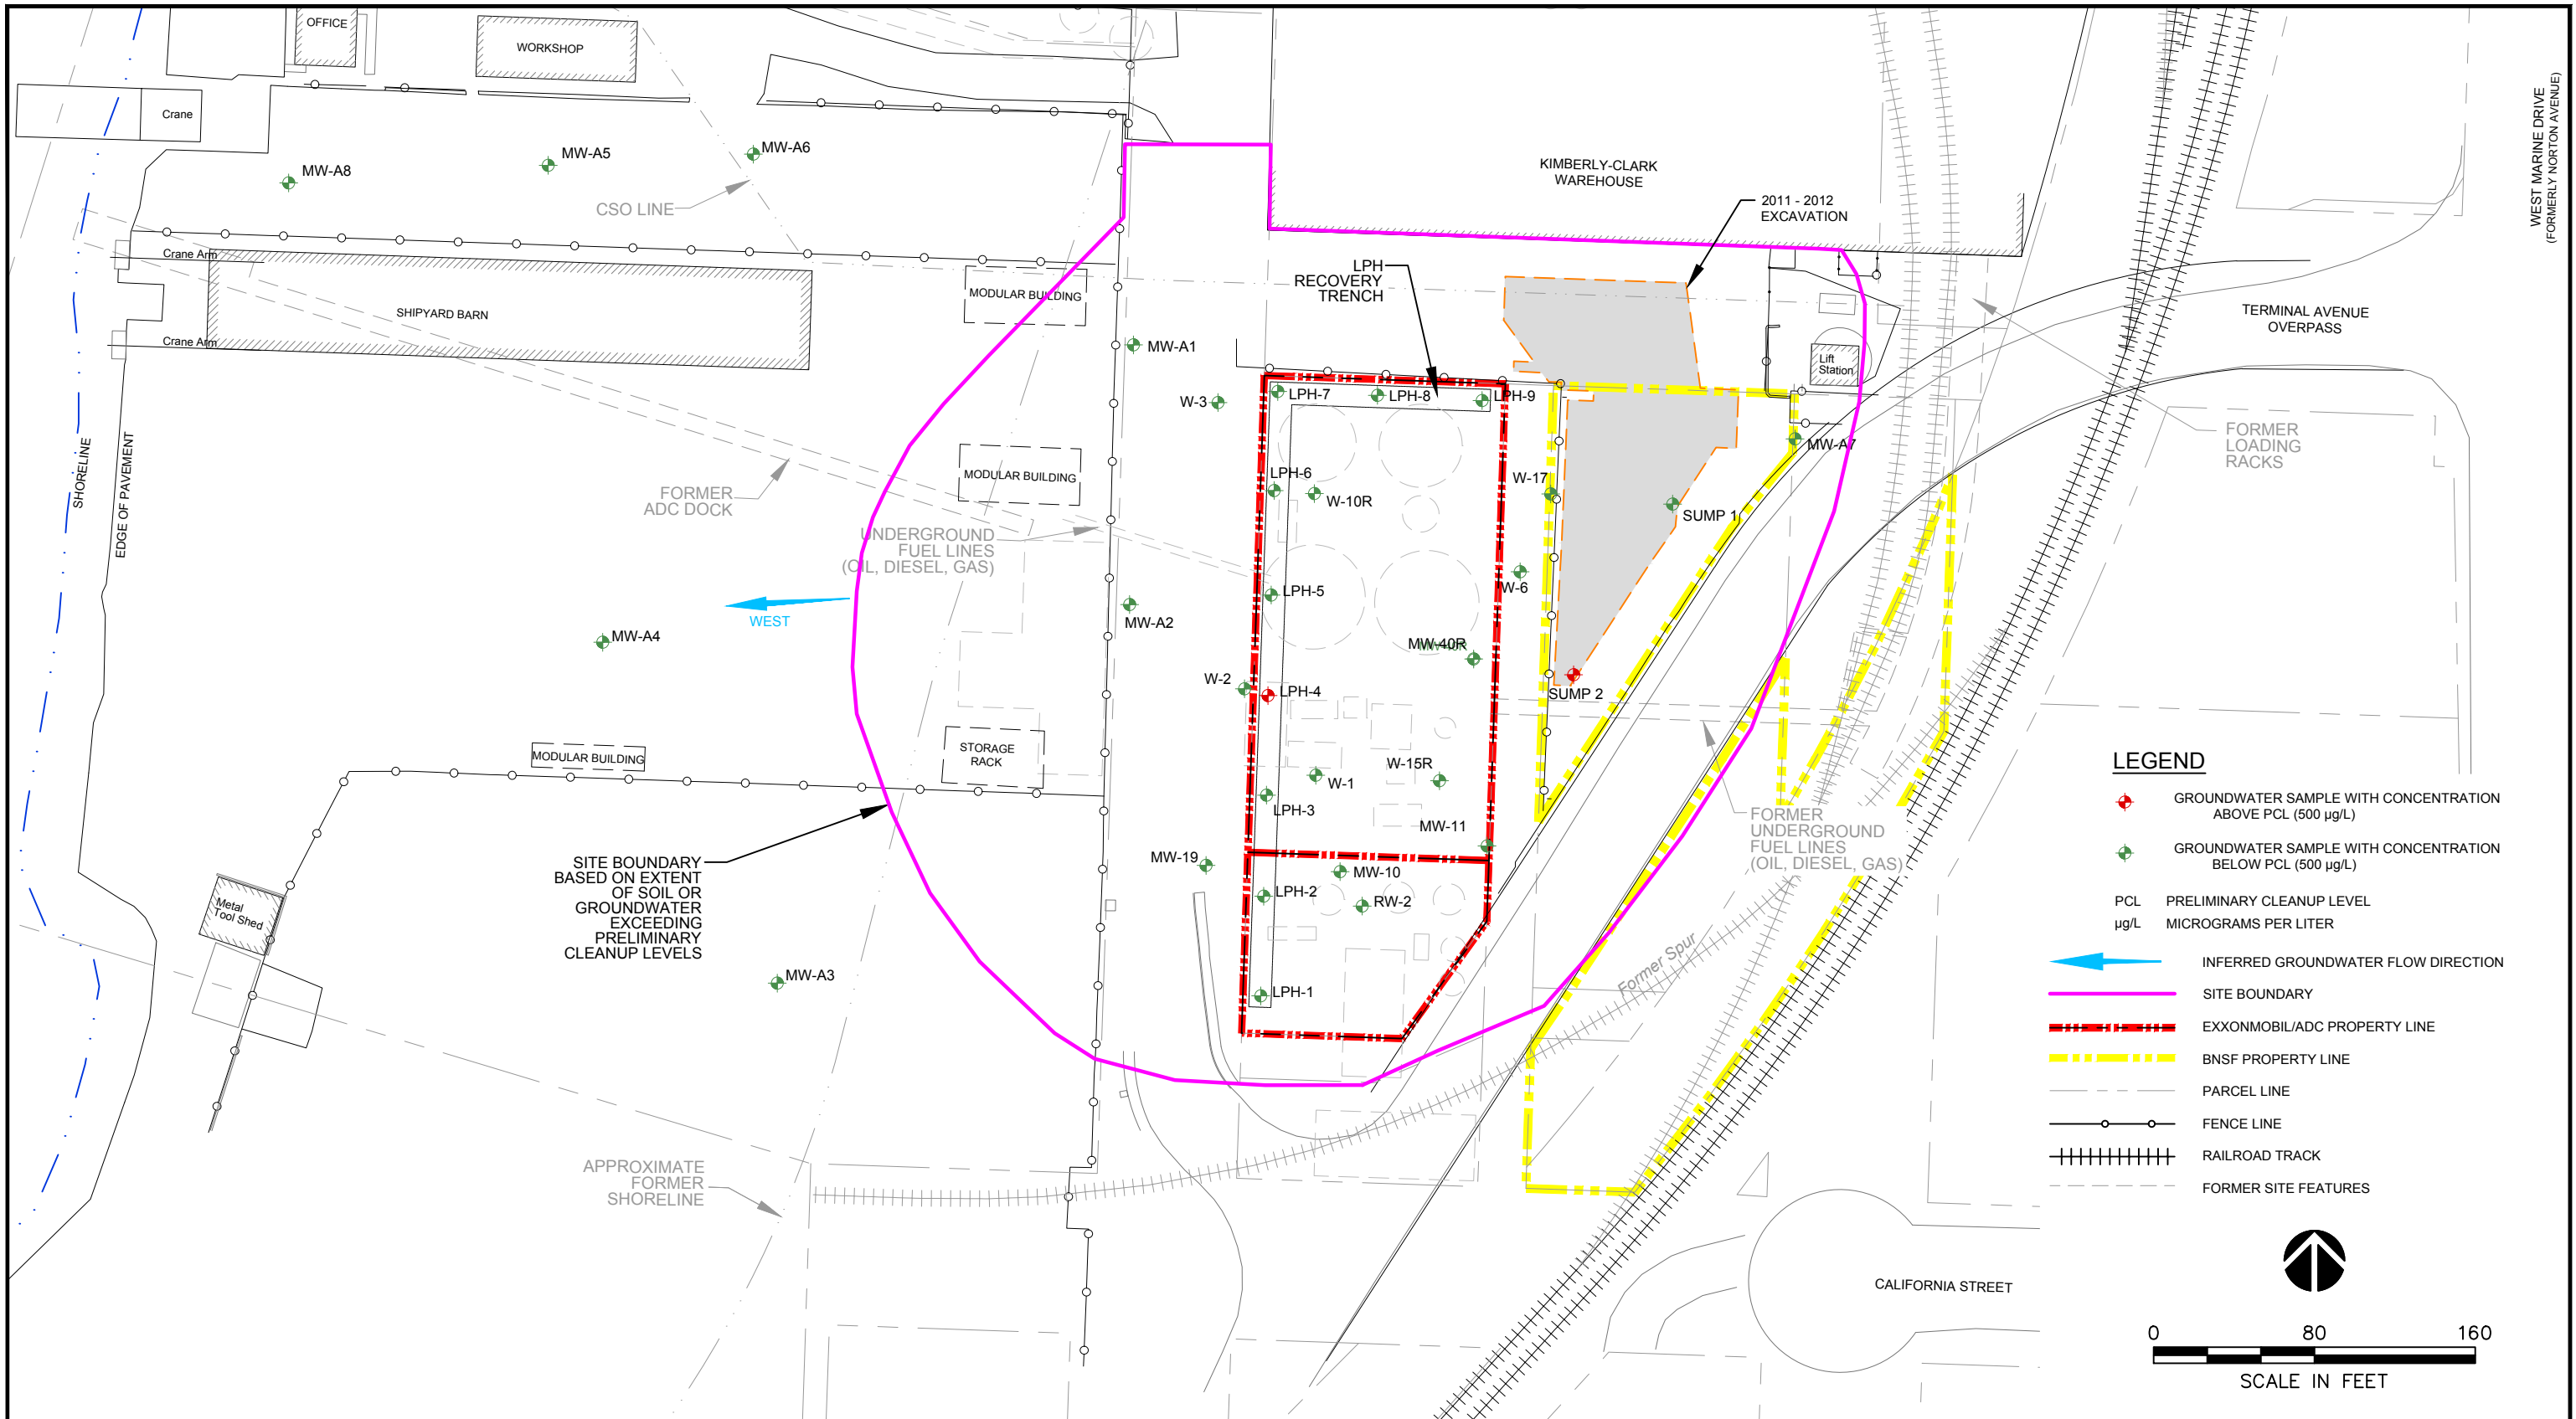 OFFICE
WORKSHOP
Crane
MW-A8
MW-A5
MW-A6
CSO LINE
KIMBERLY-CLARK
WAREHOUSE
2011 - 2012
EXCAVATION
WEST MARINE DRIVE
(FORMERLY NORTON AVENUE)
Crane Arm
SHIPYARD BARN
Crane Arm
MODULAR BUILDING
LPH
RECOVERY
TRENCH
MW-A1
TERMINAL AVENUE
OVERPASS
Lift
Station
W-3
LPH-7
LPH-8
LPH-9
MW-A7
FORMER
LOADING
RACKS
SHORELINE
EDGE OF PAVEMENT
MODULAR BUILDING
FORMER
ADC DOCK
LPH-6
W-10R
W-17
SUMP 1
UNDERGROUND
FUEL LINES
(OIL, DIESEL, GAS)
WEST
LPH-5
W-6
MW-A2
MW-A4
MW-40R
W-2
LPH-4
SUMP 2
MODULAR BUILDING
STORAGE
RACK
W-1
W-15R
LPH-3
MW-11
FORMER
UNDERGROUND
FUEL LINES
(OIL, DIESEL, GAS)
SITE BOUNDARY
BASED ON EXTENT
OF SOIL OR
GROUNDWATER
EXCEEDING
PRELIMINARY
CLEANUP LEVELS
MW-19
MW-10
LPH-2
RW-2
Metal
Tool Shed
MW-A3
LPH-1
Former Spur
APPROXIMATE
FORMER
SHORELINE
CALIFORNIA STREET
LEGEND
GROUNDWATER SAMPLE WITH CONCENTRATION
ABOVE PCL (500 µg/L)
GROUNDWATER SAMPLE WITH CONCENTRATION
BELOW PCL (500 µg/L)
PCL PRELIMINARY CLEANUP LEVEL
µg/L MICROGRAMS PER LITER
INFERRED GROUNDWATER FLOW DIRECTION
SITE BOUNDARY
EXXONMOBIL/ADC PROPERTY LINE
BNSF PROPERTY LINE
PARCEL LINE
FENCE LINE
RAILROAD TRACK
FORMER SITE FEATURES
0 80 160
SCALE IN FEET